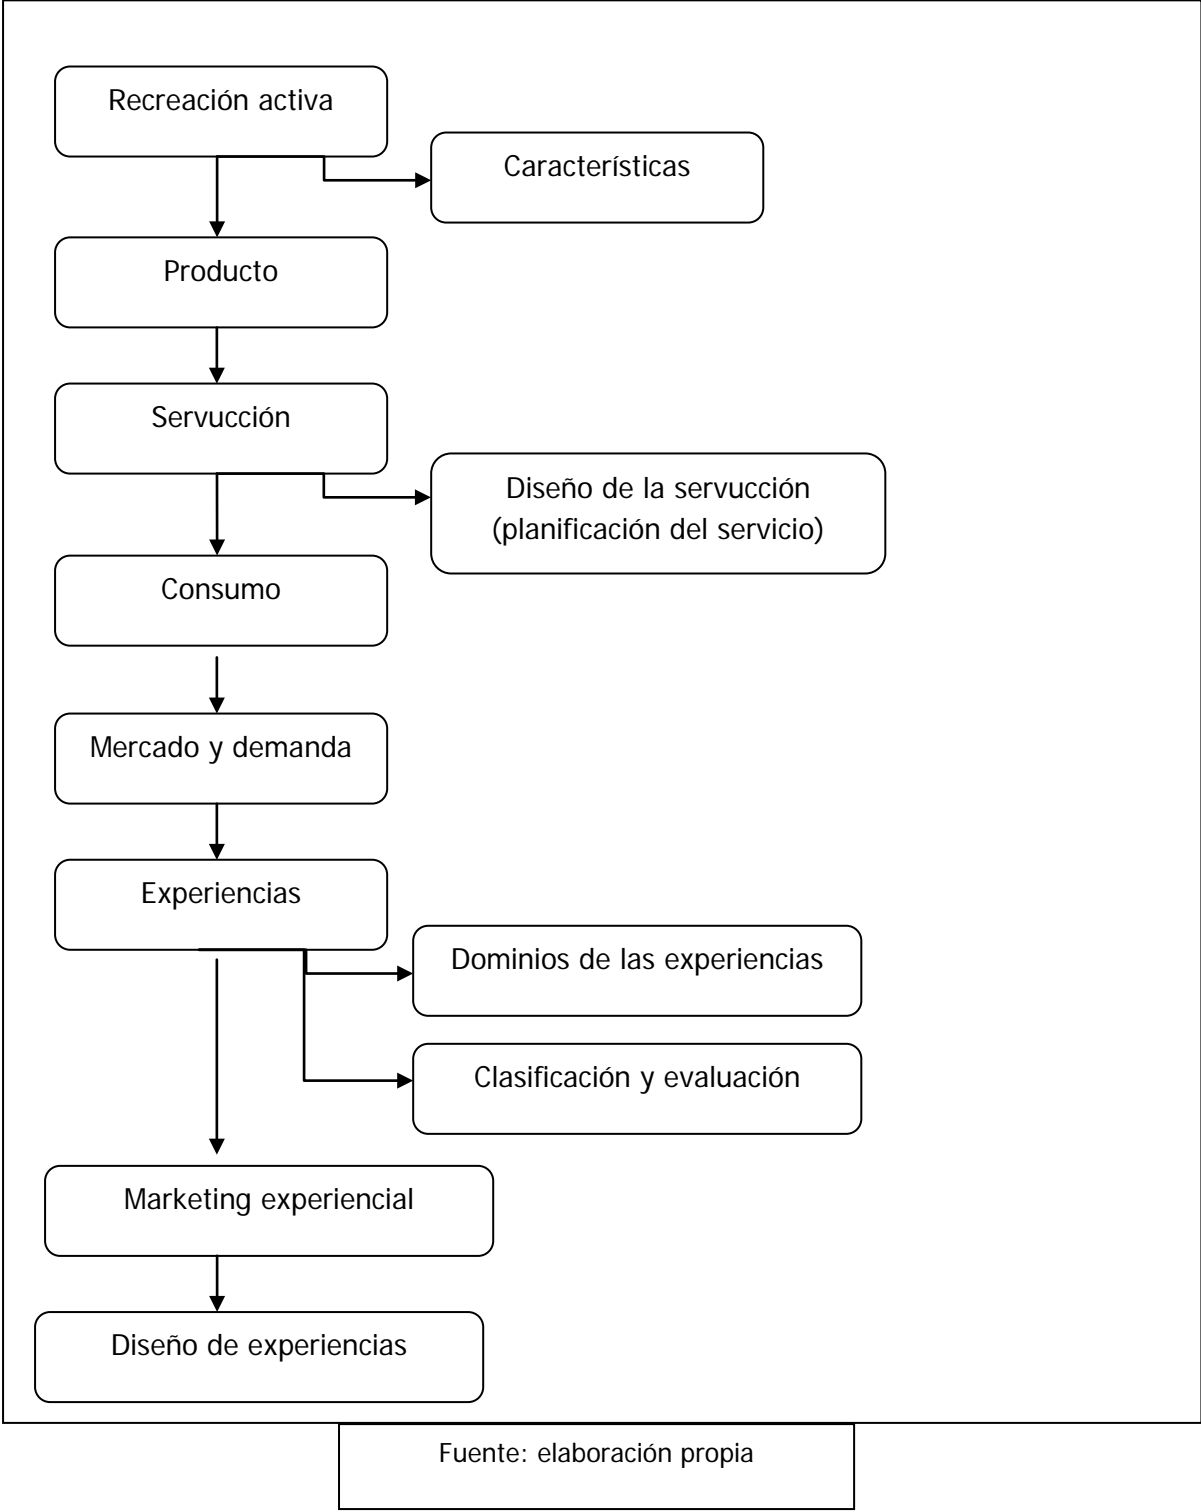 Recreación activa
Característícas
Producto
Servucción
Diseño de la servucción
(planificación del servicio)
Consumo
Mercado y demanda
Experiencias
Dominios de las experiencias
Clasificación y evaluación
Marketing experiencial
Diseño de experiencias
Fuente: elaboración propia